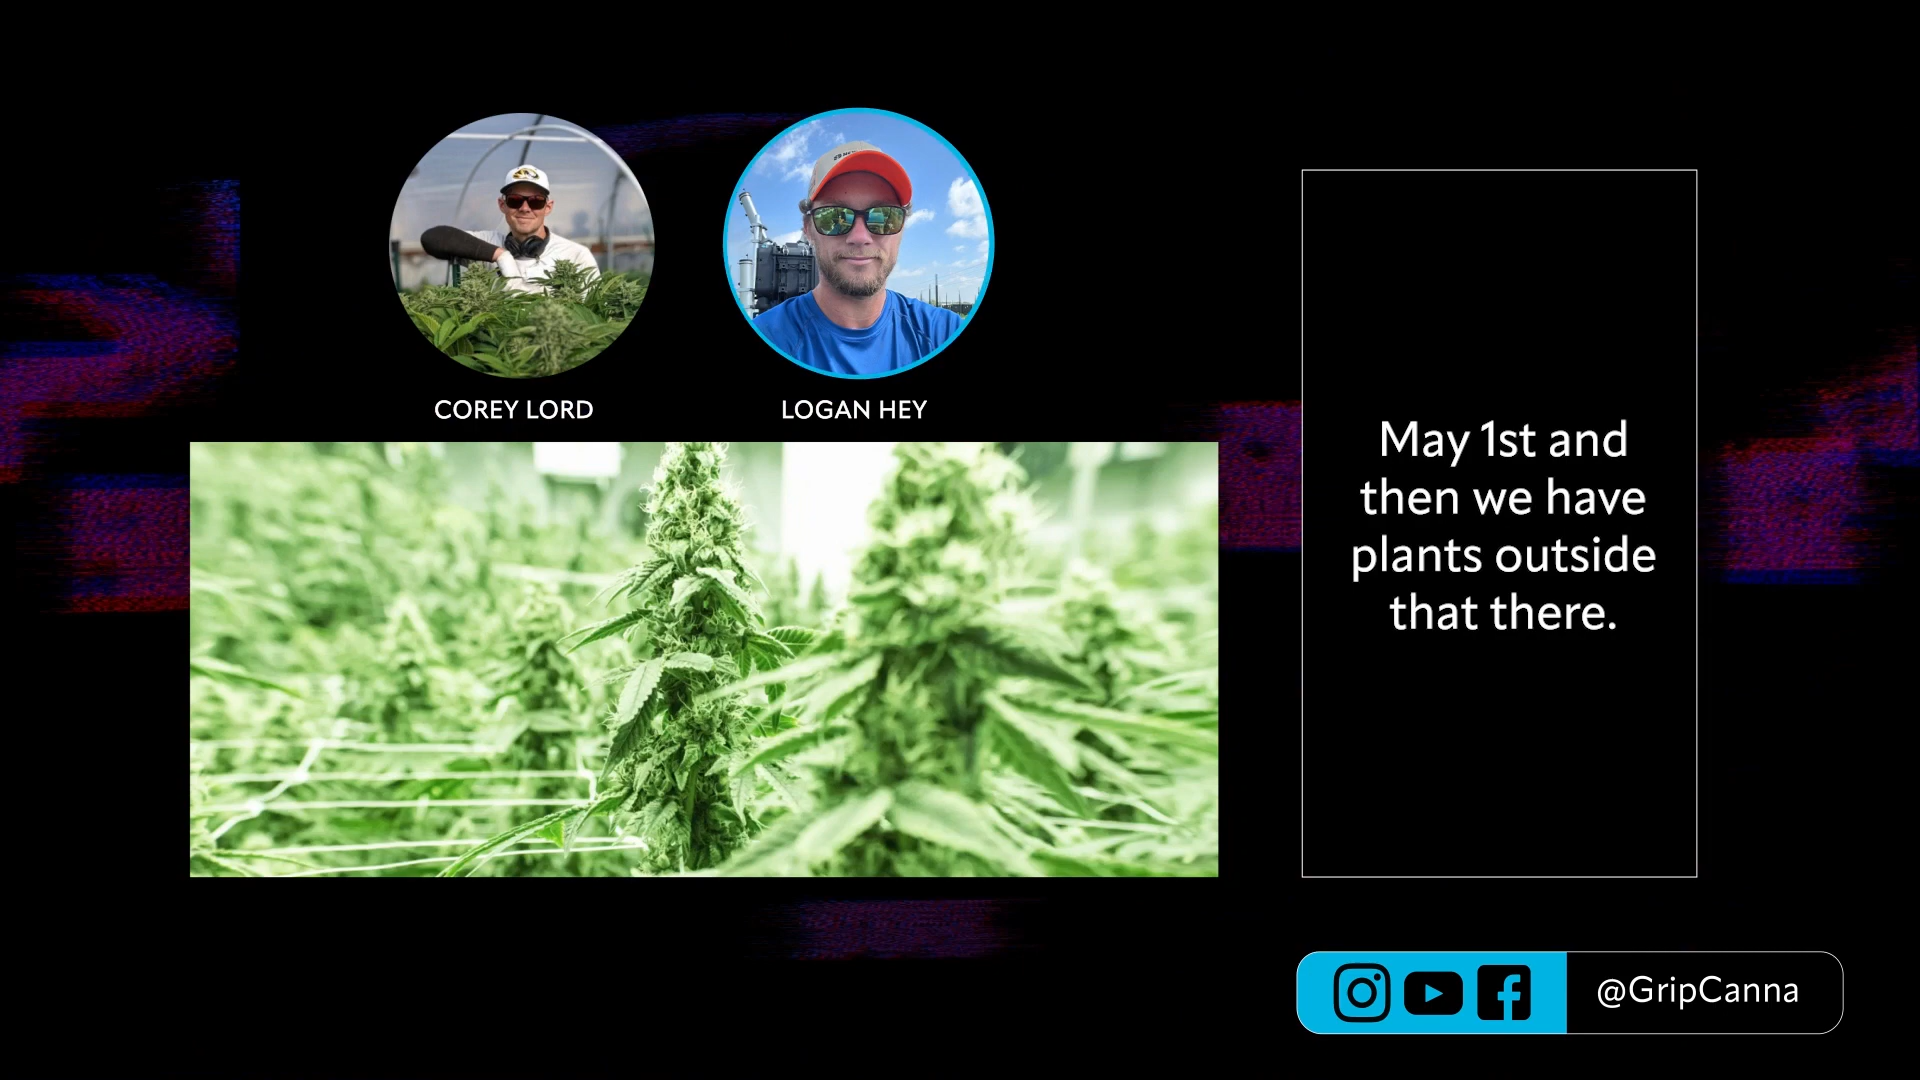 COREY LORD
LOGAN HEY
May 1st and
then we have
plants outside
that there.
@GripCanna